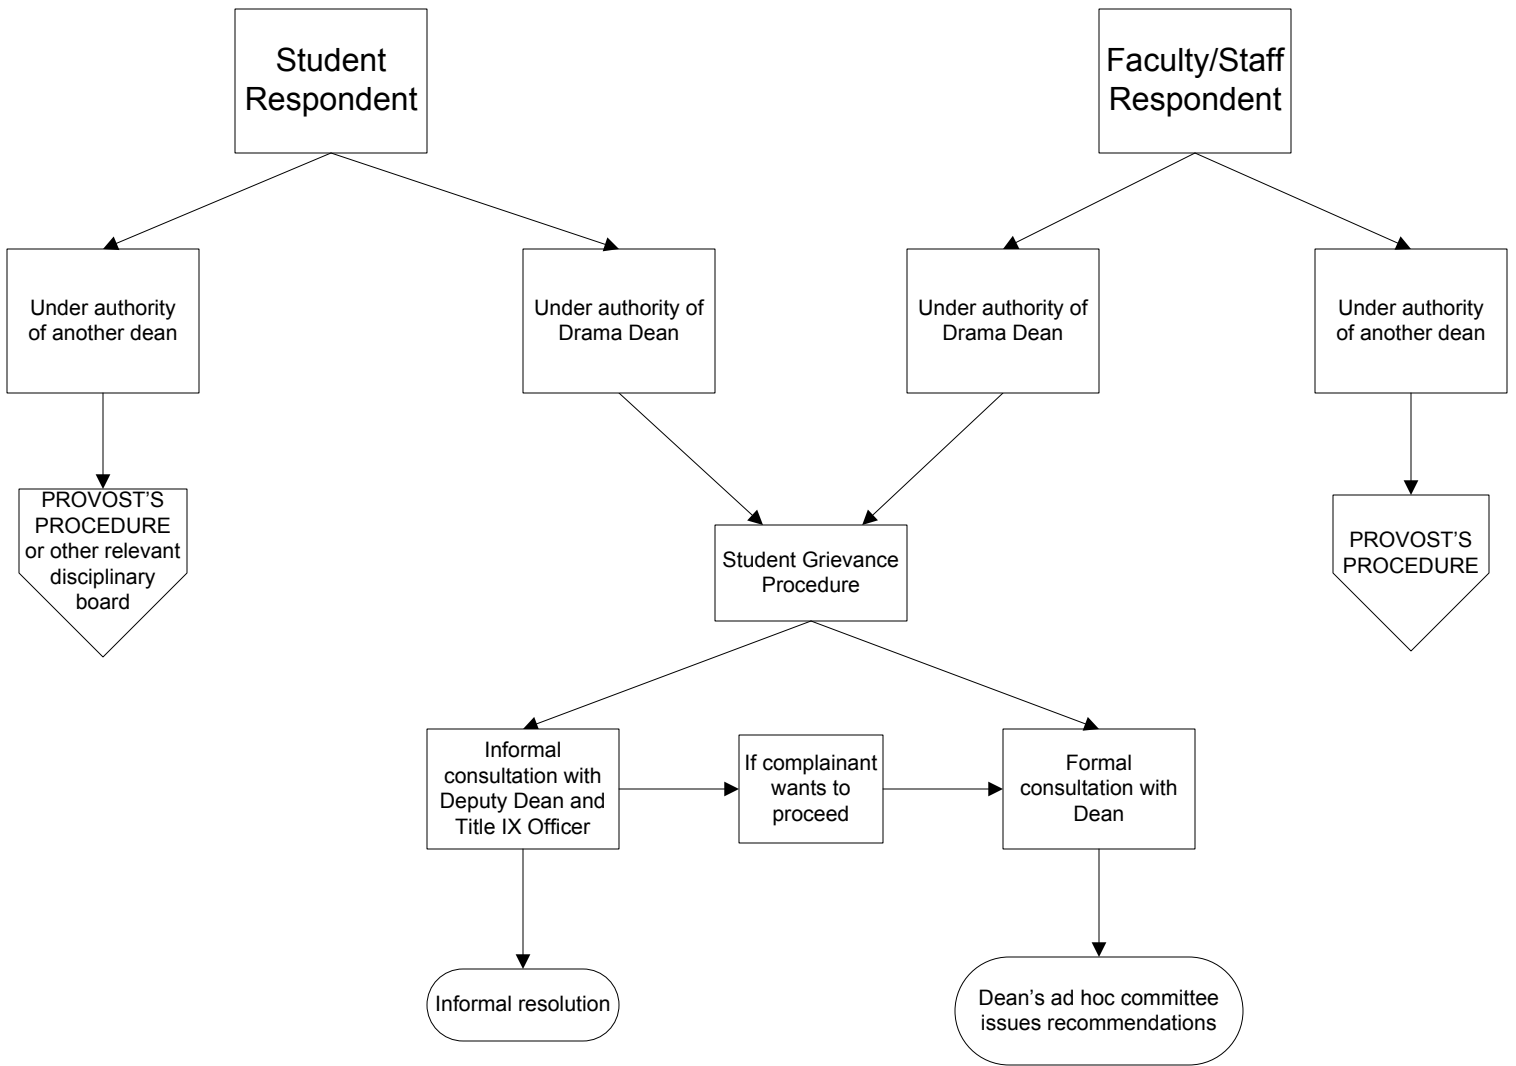 Student
Respondent
Faculty/Staff
Respondent
Under authority
of another dean
Under authority of
Drama Dean
Under authority of
Drama Dean
Under authority
of another dean
PROVOST’S
PROCEDURE
or other relevant
disciplinary
board
Student Grievance
Procedure
PROVOST’S
PROCEDURE
Informal
consultation with
Deputy Dean and
Title IX Officer
If complainant
wants to
proceed
Formal
consultation with
Dean
Informal resolution
Dean’s ad hoc committee
issues recommendations